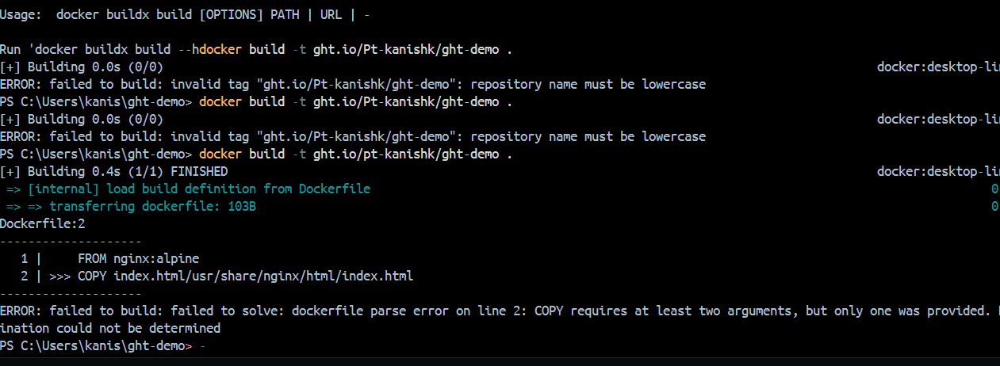 Usage:  docker buildx build [OPTIONS] PATH | URL | -
Run 'docker buildx build --hdocker build -t ght.io/Pt-kanishk/ght-demo .
[+] Building 0.0s (0/0) docker:desktop-li
ERROR: failed to build: invalid tag "ght.io/Pt-kanishk/ght-demo": repository name must be lowercase
PS C:\Users\kanis\ght-demo> docker build -t ght.io/Pt-kanishk/ght-demo .
[+] Building 0.0s (0/0) docker:desktop-li
ERROR: failed to build: invalid tag "ght.io/Pt-kanishk/ght-demo": repository name must be lowercase
PS C:\Users\kanis\ght-demo> docker build -t ght.io/pt-kanishk/ght-demo .
[+] Building 0.4s (1/1) FINISHED docker:desktop-li
=> [internal] load build definition from Dockerfile 0
=> => transferring dockerfile: 103B 0
Dockerfile:2
--------------------
1 |     FROM nginx:alpine
2 | >>> COPY index.html/usr/share/nginx/html/index.html
--------------------
ERROR: failed to build: failed to solve: dockerfile parse error on line 2: COPY requires at least two arguments, but only one was provided.
ination could not be determined
PS C:\Users\kanis\ght-demo> -